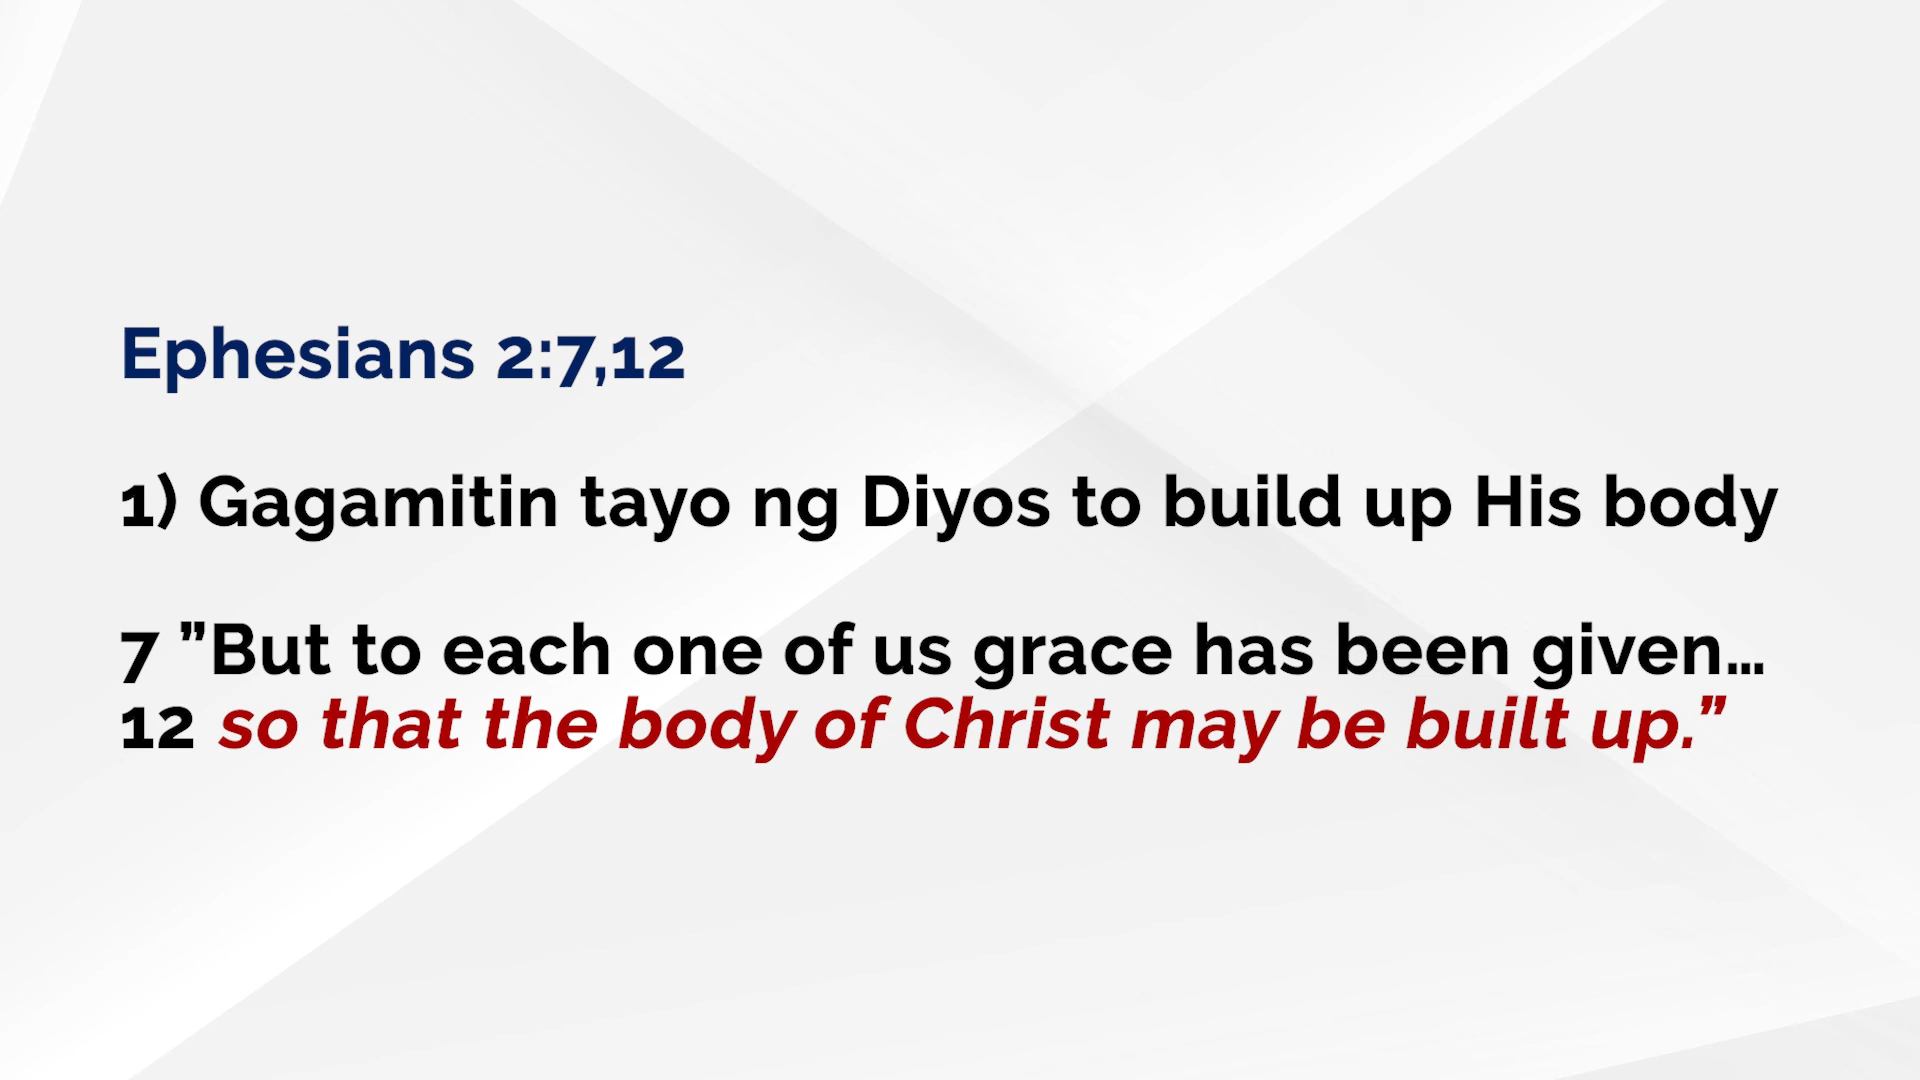 Ephesians 2:7,12
1) Gagamitin tayo ng Diyos to build up His body
7 ”But to each one of us grace has been given…
12 so that the body of Christ may be built up.”